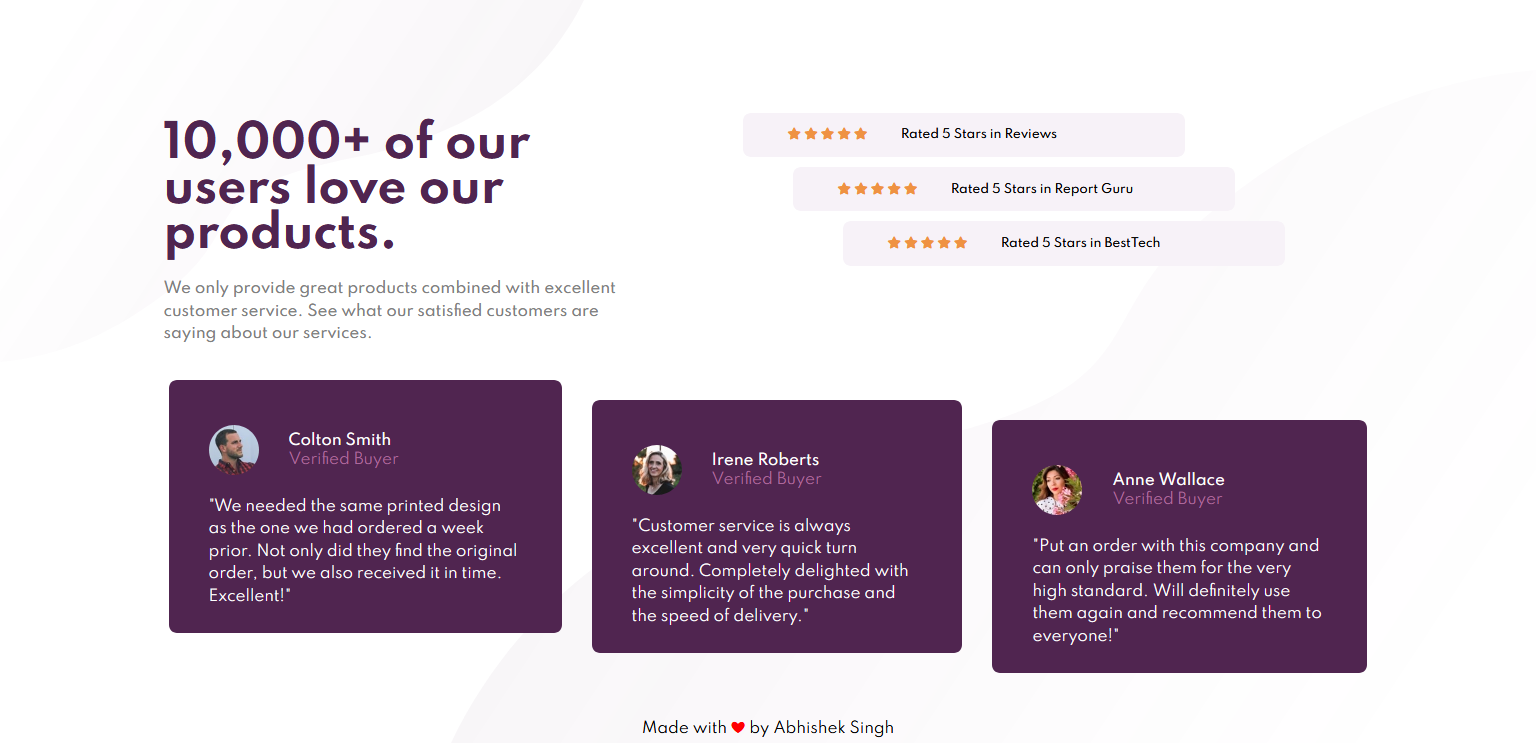 10,000+ of our
users love our
products.
We only provide great products combined with excellent
customer service. See what our satisfied customers are
saying about our services.
Rated 5 Stars in Reviews
Rated 5 Stars in Report Guru
Rated 5 Stars in BestTech
Colton Smith
Verified Buyer
"We needed the same printed design
as the one we had ordered a week
prior. Not only did they find the original
order, but we also received it in time.
Excellent!"
Irene Roberts
Verified Buyer
"Customer service is always
excellent and very quick turn
around. Completely delighted with
the simplicity of the purchase and
the speed of delivery."
Anne Wallace
Verified Buyer
"Put an order with this company and
can only praise them for the very
high standard. Will definitely use
them again and recommend them to
everyone!"
Made with ❤ by Abhishek Singh